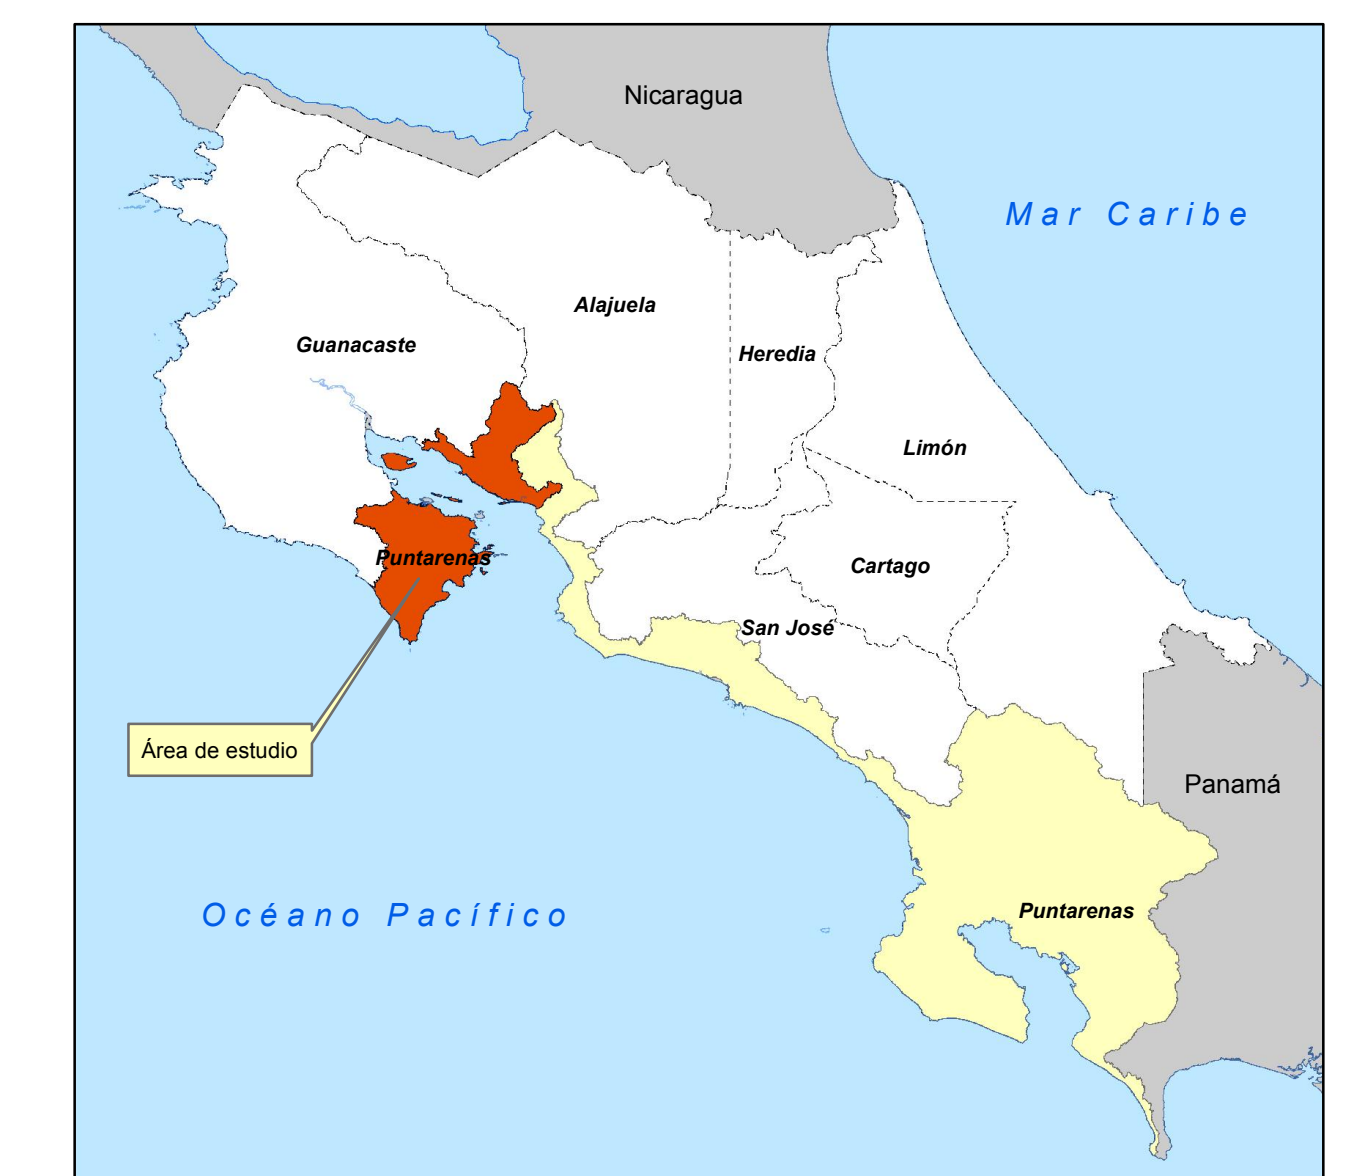 Nicaragua
Mar Caribe
Alajuela
Guanacaste
Heredia
Limón
Puntarenas
Cartago
San José
Área de estudio
Panamá
Océano Pacífico
Puntarenas